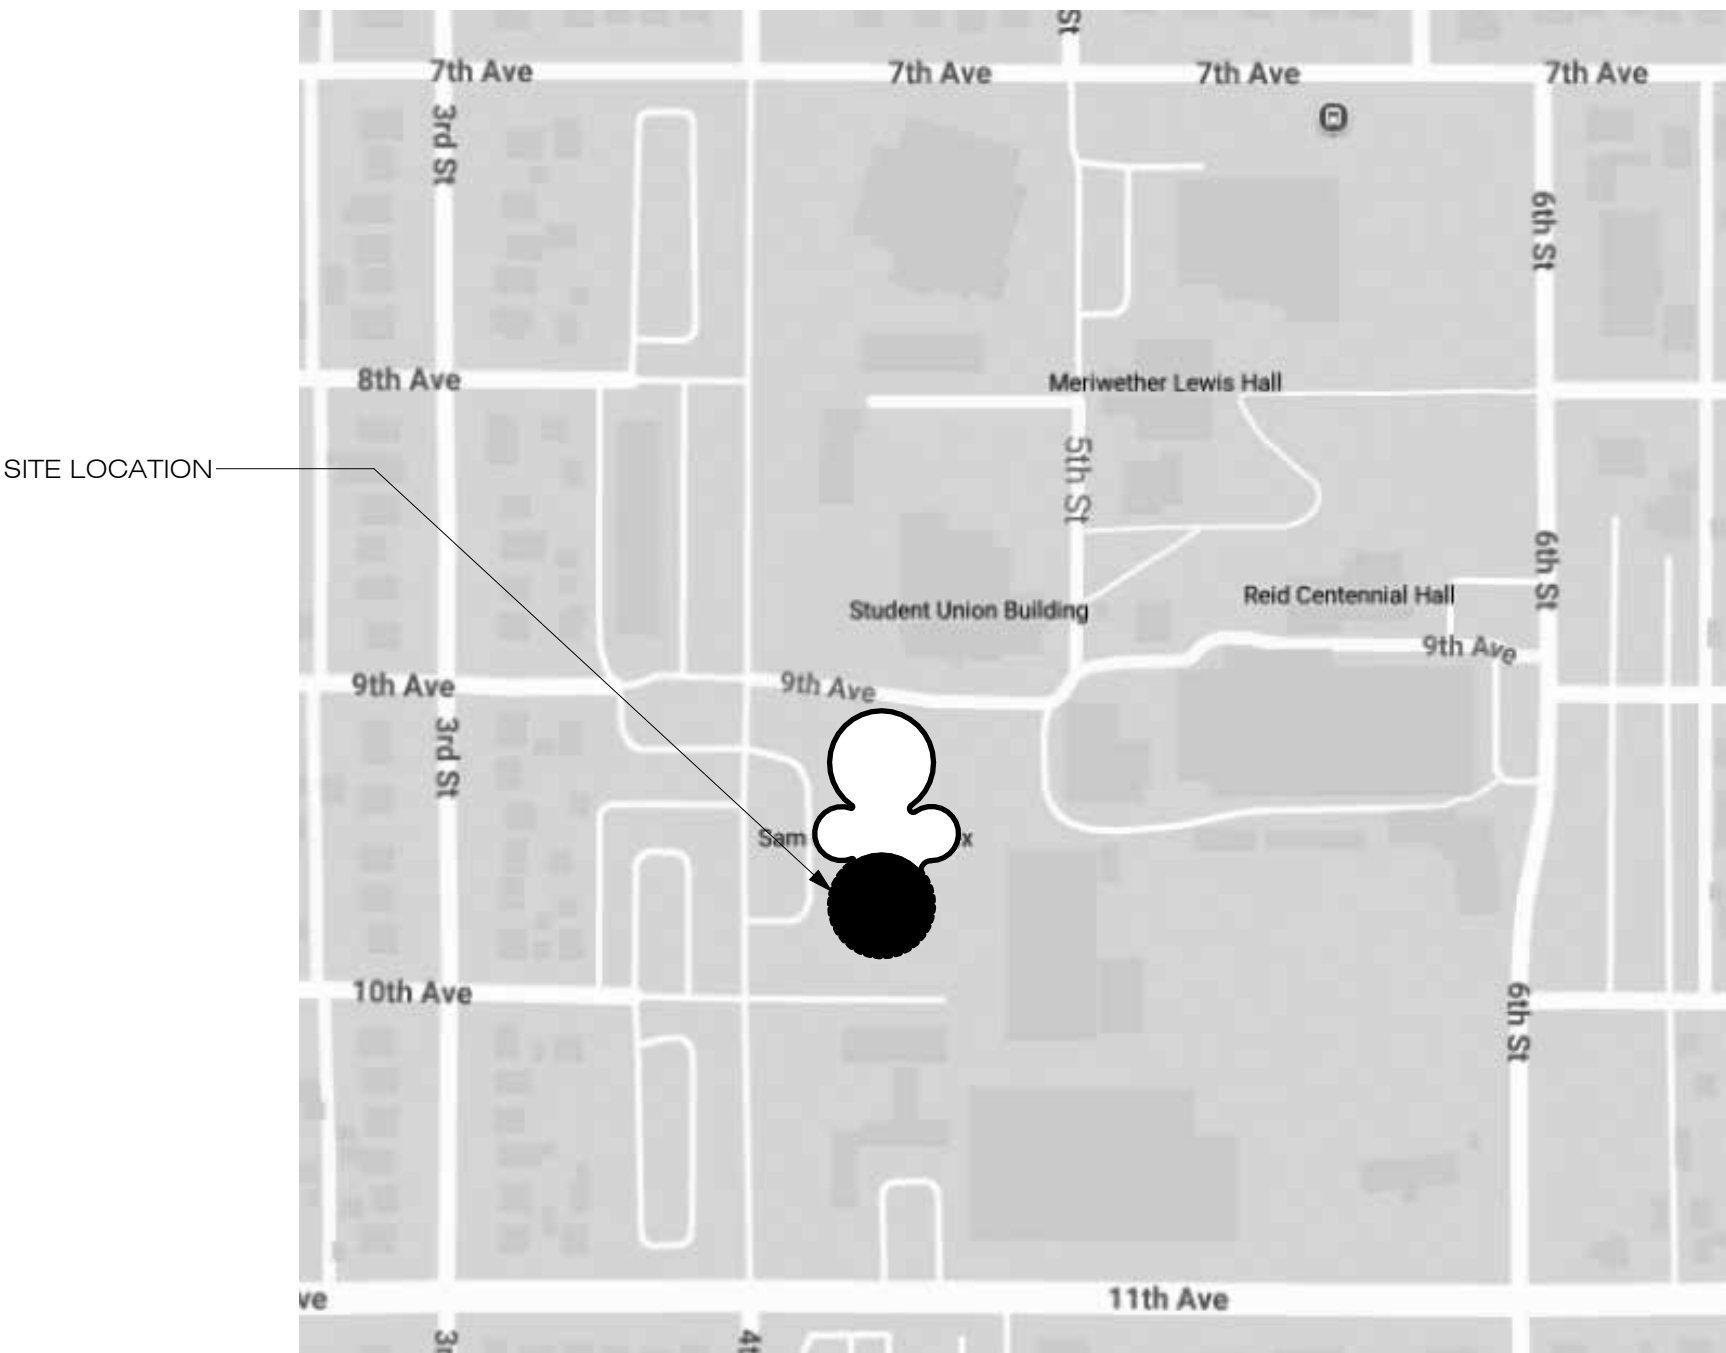 St
7th Ave
7th Ave
7th Ave
7th Ave
3rd St
6th St
8th Ave
Meriwether Lewis Hall
SITE LOCATION
5th St
6th St
Reid Centennial Hall
Student Union Building
9th Ave
9th Ave
9th Ave
3rd St
Sam
x
10th Ave
6th St
ve
11th Ave
3r
4t